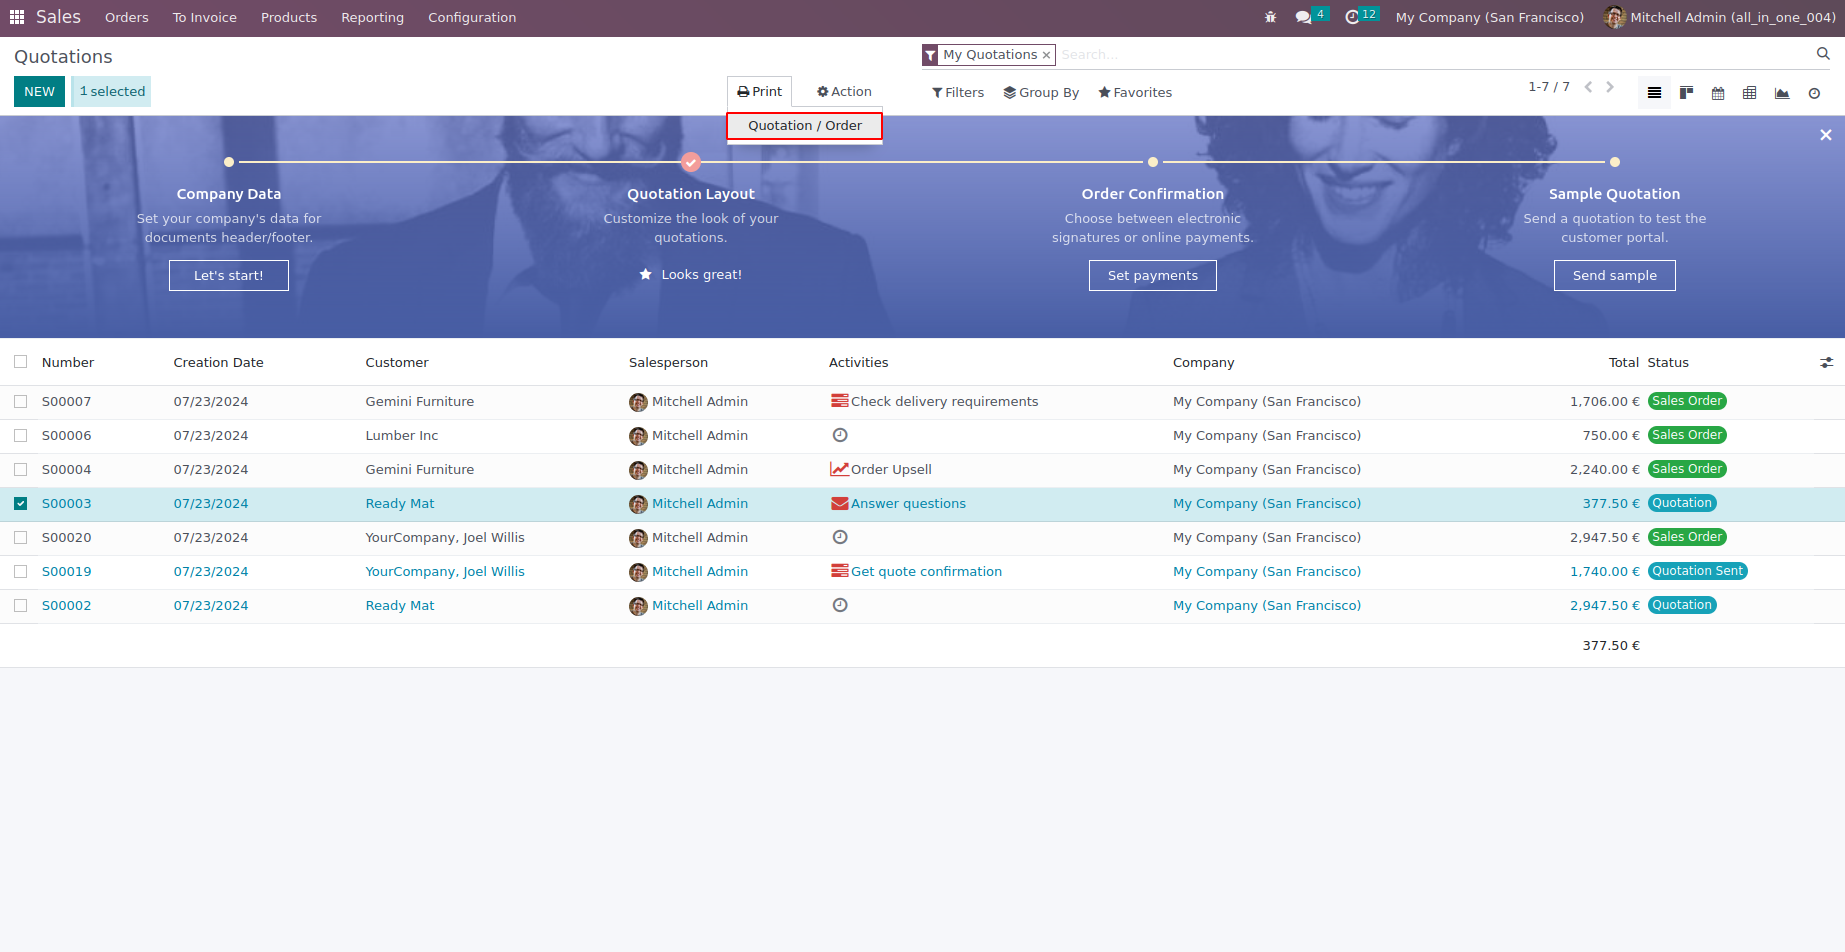 Sales Orders To Invoice Products Reporting Configuration 4 12 My Company (San Francisco) Mitchell Admin (all_in_one_004)
Quotations
My Quotations × Search...
NEW 1 selected Print Action Filters Group By Favorites 1-7 / 7
Quotation / Order
Company Data
Set your company's data for
documents header/footer.
Let's start!
Quotation Layout
Customize the look of your
quotations.
Looks great!
Order Confirmation
Choose between electronic
signatures or online payments.
Set payments
Sample Quotation
Send a quotation to test the
customer portal.
Send sample
Number Creation Date Customer Salesperson Activities Company Total Status
S00007 07/23/2024 Gemini Furniture Mitchell Admin Check delivery requirements My Company (San Francisco) 1,706.00 € Sales Order
S00006 07/23/2024 Lumber Inc Mitchell Admin My Company (San Francisco) 750.00 € Sales Order
S00004 07/23/2024 Gemini Furniture Mitchell Admin Order Upsell My Company (San Francisco) 2,240.00 € Sales Order
S00003 07/23/2024 Ready Mat Mitchell Admin Answer questions My Company (San Francisco) 377.50 € Quotation
S00020 07/23/2024 YourCompany, Joel Willis Mitchell Admin My Company (San Francisco) 2,947.50 € Sales Order
S00019 07/23/2024 YourCompany, Joel Willis Mitchell Admin Get quote confirmation My Company (San Francisco) 1,740.00 € Quotation Sent
S00002 07/23/2024 Ready Mat Mitchell Admin My Company (San Francisco) 2,947.50 € Quotation
377.50 €